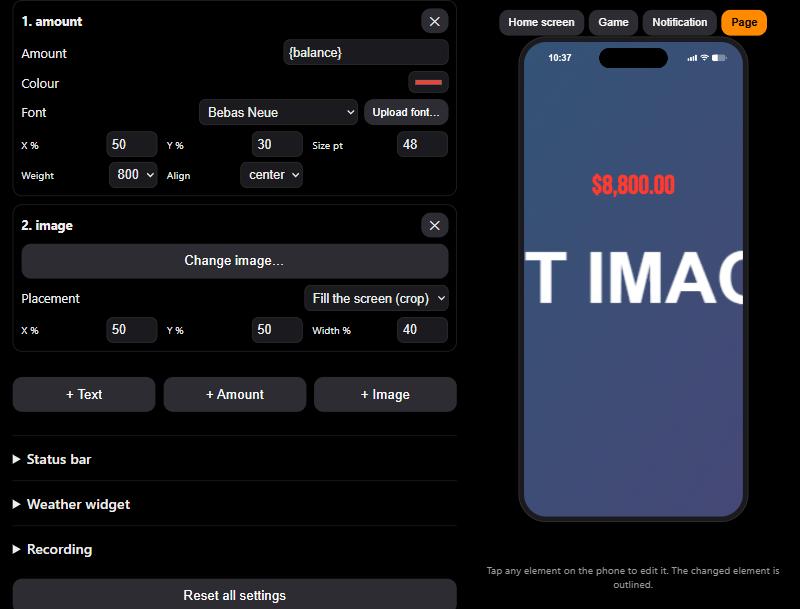 1. amount
Amount
{balance}
Colour
Font
Bebas Neue
Upload font...
X %
50
Y %
30
Size pt
48
Weight
800
Align
center
2. image
Change image...
Placement
Fill the screen (crop)
X %
50
Y %
50
Width %
40
+ Text
+ Amount
+ Image
Status bar
Weather widget
Recording
Reset all settings
Home screen
Game
Notification
Page
10:37
$8,800.00
T IMAG
Tap any element on the phone to edit it. The changed element is
outlined.